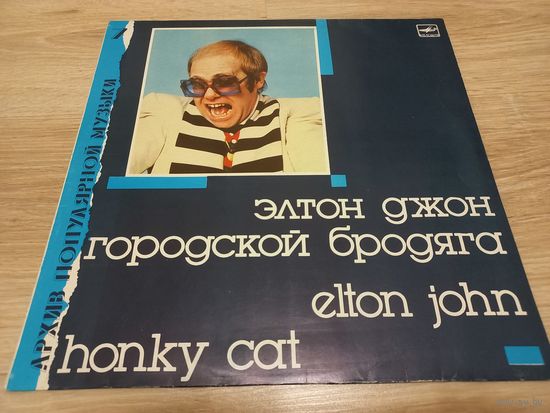 АРХИВ ПОПУЛЯРНОЙ МУЗЫКИ
элтон джон
городской бродяга
elton john
honky cat